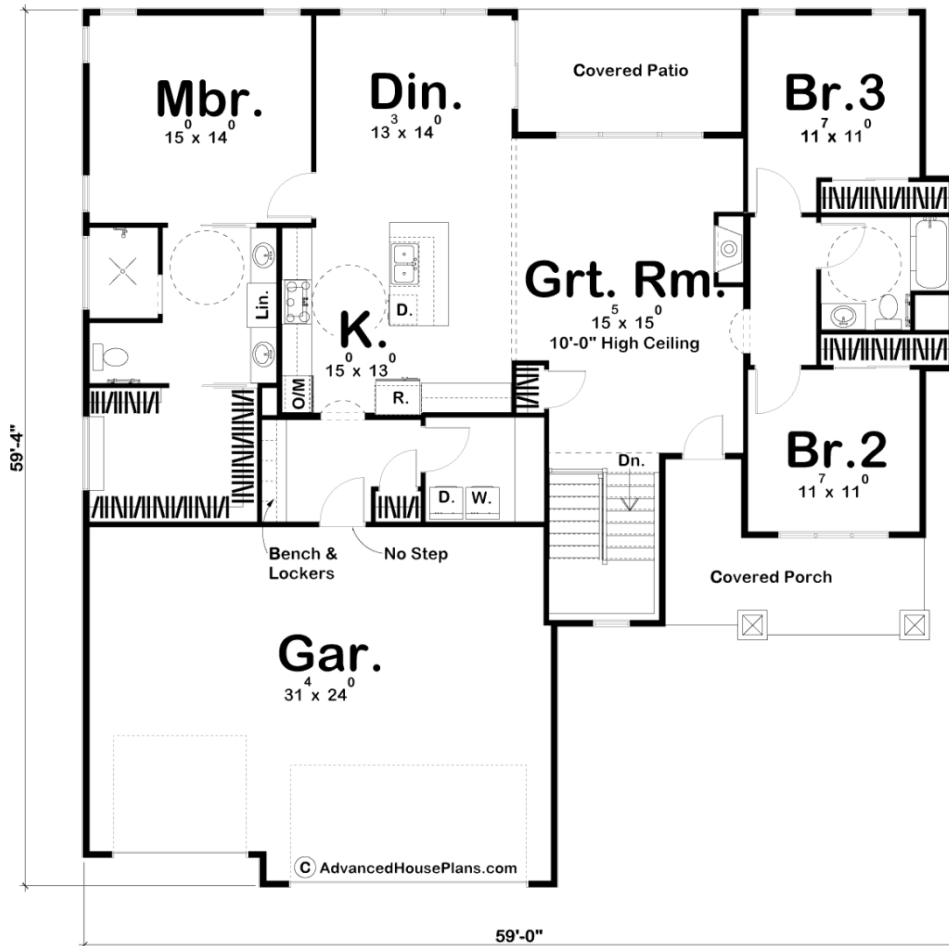 Mbr.
15⁰ x 14⁰
Din.
13³ x 14⁰
Covered Patio
Br.3
11⁷ x 11⁰
Lin.
D.
K.
15⁰ x 13⁰
O/M
R.
Grt. Rm.
15⁵ x 15⁰
10'-0" High Ceiling
Dn.
Br.2
11⁷ x 11⁰
D.
W.
Bench &
Lockers
No Step
Covered Porch
Gar.
31⁴ x 24⁰
59'-4"
C AdvancedHousePlans.com
59'-0"